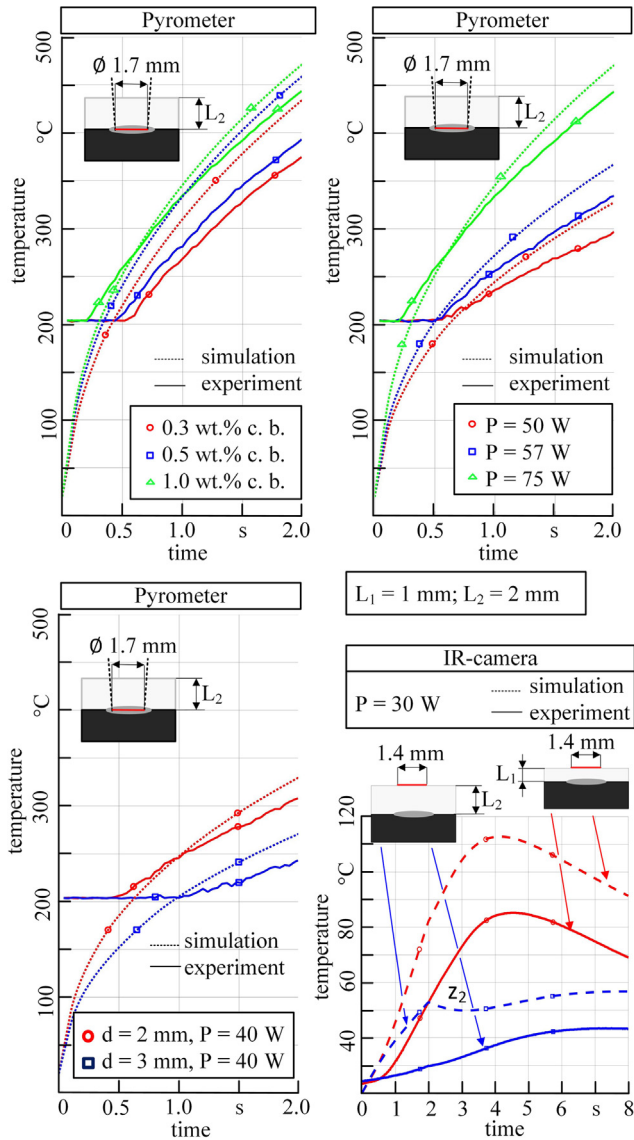 Pyrometer
500
Ø 1.7 mm
L₂
°C
temperature
300
200
100
simulation
experiment
0.3 wt.% c. b.
0.5 wt.% c. b.
1.0 wt.% c. b.
0 0.5 1.0 s 2.0
time
Pyrometer
500
Ø 1.7 mm
L₂
°C
temperature
300
200
100
simulation
experiment
P = 50 W
P = 57 W
P = 75 W
0 0.5 1.0 s 2.0
time
Pyrometer
500
Ø 1.7 mm
L₂
°C
temperature
300
200
100
simulation
experiment
d = 2 mm, P = 40 W
d = 3 mm, P = 40 W
0 0.5 1.0 s 2.0
time
L₁ = 1 mm; L₂ = 2 mm
IR-camera
P = 30 W
simulation
experiment
1.4 mm
L₂
1.4 mm
L₁
120
°C
temperature
80
60
40
z₂
0 1 2 3 4 5 6 s 8
time